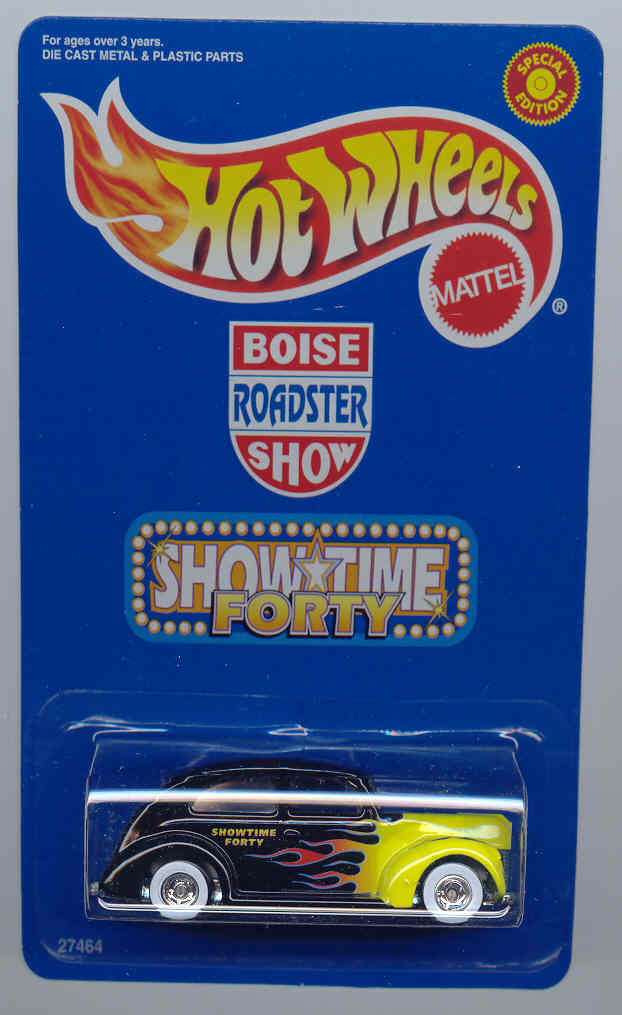 For ages over 3 years.
DIE CAST METAL & PLASTIC PARTS
SPECIAL
EDITION
Hot Wheels
MATTEL
®
BOISE
ROADSTER
SHOW
SHOWTIME
FORTY
SHOWTIME
FORTY
27464